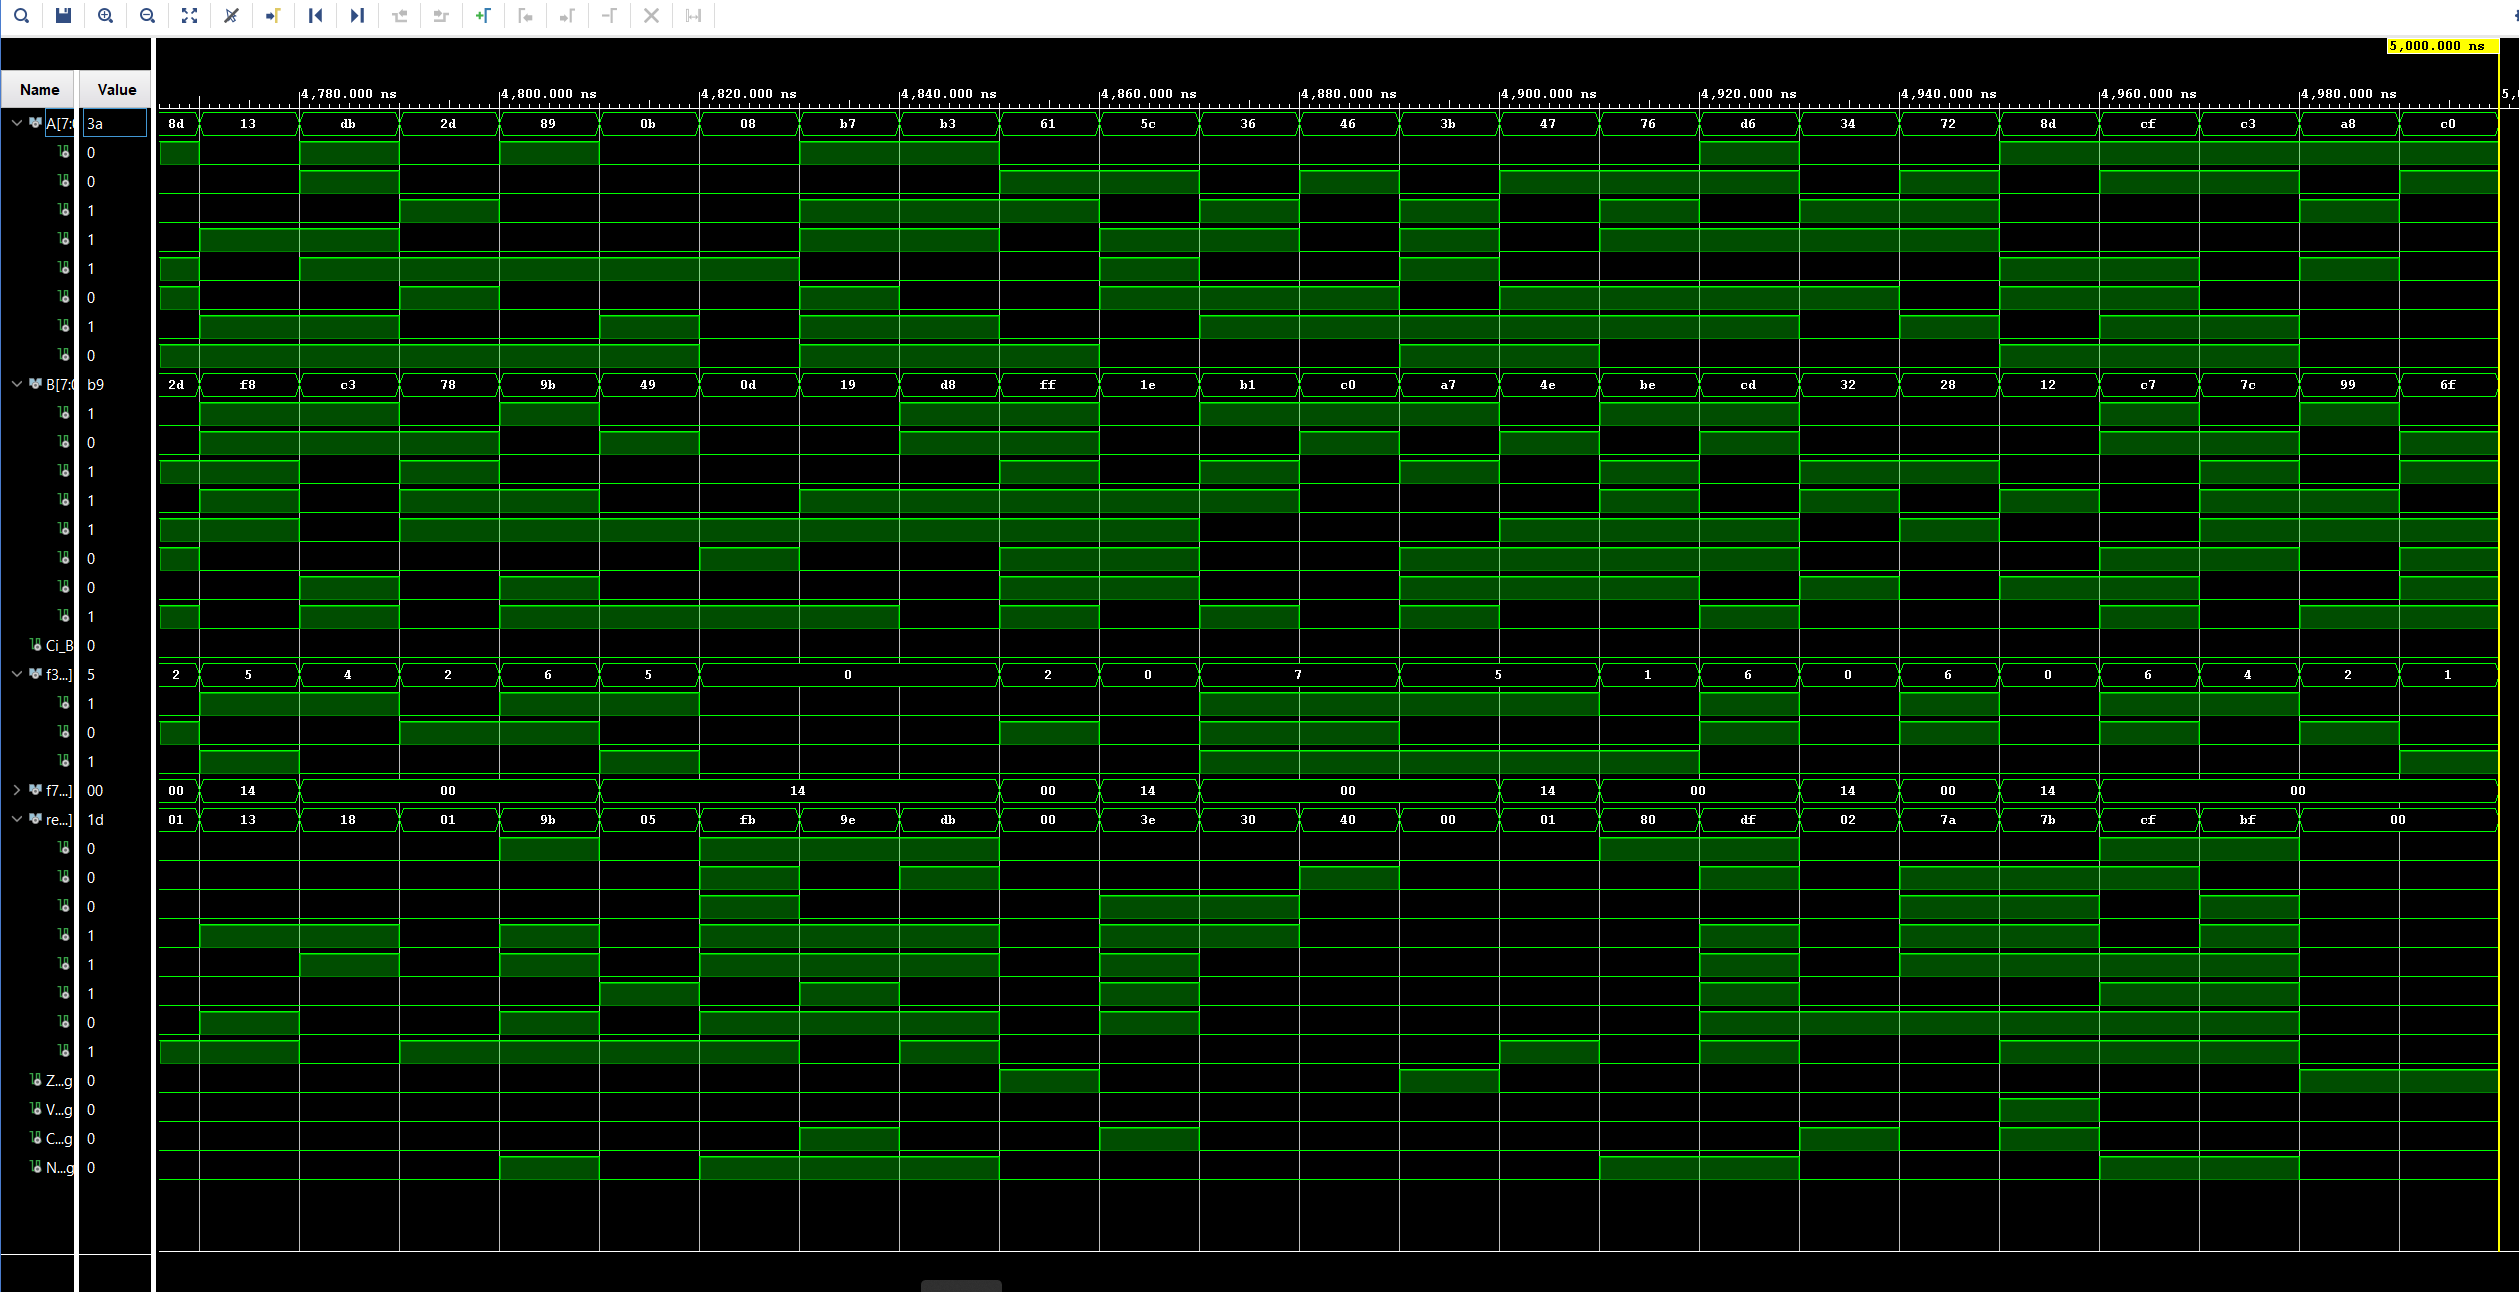 5,000.000 ns
Name Value
4,780.000 ns 4,800.000 ns 4,820.000 ns 4,840.000 ns 4,860.000 ns 4,880.000 ns 4,900.000 ns 4,920.000 ns 4,940.000 ns 4,960.000 ns 4,980.000 ns 5,0
A[7:0 3a 8d 13 db 2d 89 0b 08 b7 b3 61 5c 36 46 3b 47 76 d6 34 72 8d cf c3 a8 c0
0
0
1
1
1
0
1
0
B[7:0 b9 2d f8 c3 78 9b 49 0d 19 d8 ff 1e b1 c0 a7 4e be cd 32 28 12 c7 7c 99 6f
1
0
1
1
1
0
0
1
Ci_B 0
f3...] 5 2 5 4 2 6 5 0 2 0 7 5 1 6 0 6 0 6 4 2 1
1
0
1
f7...] 00 00 14 00 14 00 14 00 14 00 14 00 14 00
re...] 1d 01 13 18 01 9b 05 fb 9e db 00 3e 30 40 00 01 80 df 02 7a 7b cf bf 00
0
0
0
1
1
1
0
1
Z...g 0
V...g 0
C...g 0
N...g 0